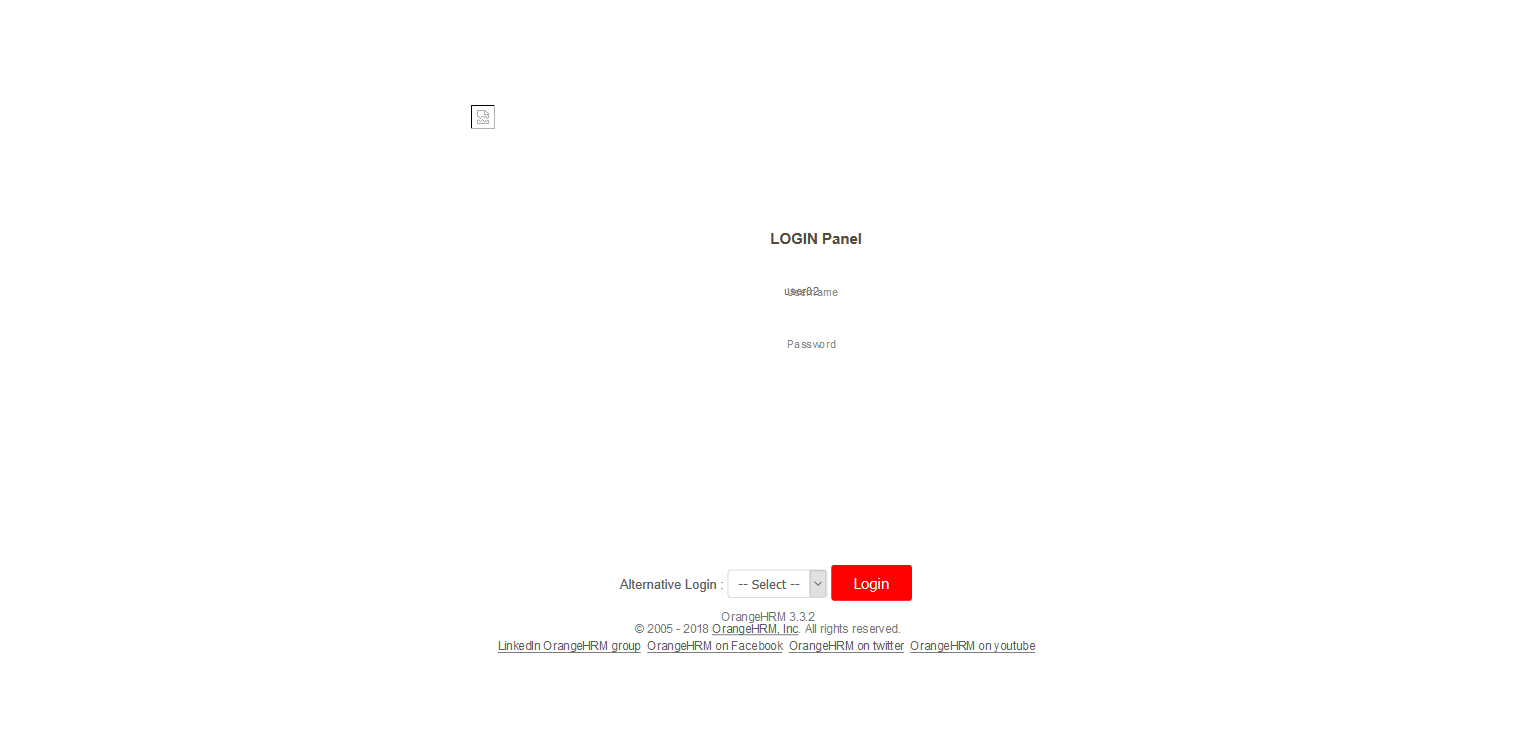 LOGIN Panel
Username
Password
Alternative Login : -- Select -- Login
OrangeHRM 3.3.2
© 2005 - 2018 OrangeHRM, Inc. All rights reserved.
LinkedIn OrangeHRM group OrangeHRM on Facebook OrangeHRM on twitter OrangeHRM on youtube